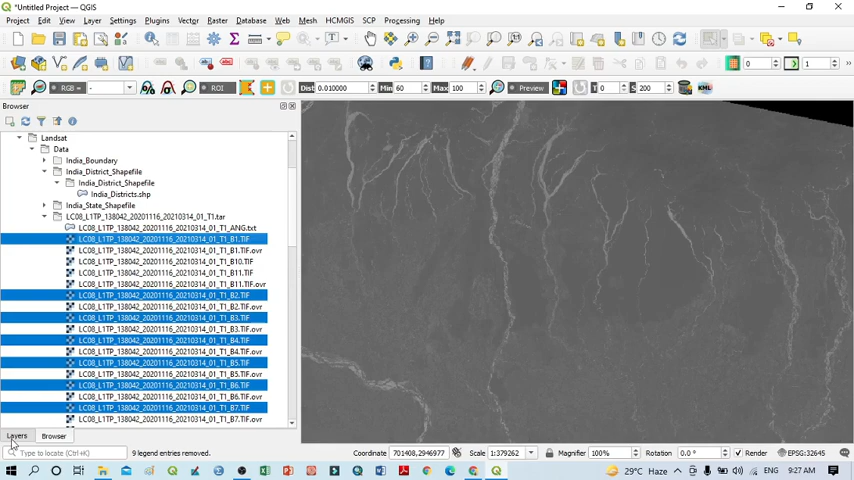 *Untitled Project — QGIS
Project Edit View Layer Settings Plugins Vector Raster Database Web Mesh HCMGIS SCP Processing Help
RGB = - ROI Dist 0.010000 Min 60 Max 100 Preview T 0 S 200 KML
0 1
Browser
Landsat
Data
India_Boundary
India_District_Shapefile
India_District_Shapefile
India_Districts.shp
India_State_Shapefile
LC08_L1TP_138042_20201116_20210314_01_T1.tar
LC08_L1TP_138042_20201116_20210314_01_T1_ANG.txt
LC08_L1TP_138042_20201116_20210314_01_T1_B1.TIF
LC08_L1TP_138042_20201116_20210314_01_T1_B1.TIF.ovr
LC08_L1TP_138042_20201116_20210314_01_T1_B10.TIF
LC08_L1TP_138042_20201116_20210314_01_T1_B11.TIF
LC08_L1TP_138042_20201116_20210314_01_T1_B11.TIF.ovr
LC08_L1TP_138042_20201116_20210314_01_T1_B2.TIF
LC08_L1TP_138042_20201116_20210314_01_T1_B2.TIF.ovr
LC08_L1TP_138042_20201116_20210314_01_T1_B3.TIF
LC08_L1TP_138042_20201116_20210314_01_T1_B3.TIF.ovr
LC08_L1TP_138042_20201116_20210314_01_T1_B4.TIF
LC08_L1TP_138042_20201116_20210314_01_T1_B4.TIF.ovr
LC08_L1TP_138042_20201116_20210314_01_T1_B5.TIF
LC08_L1TP_138042_20201116_20210314_01_T1_B5.TIF.ovr
LC08_L1TP_138042_20201116_20210314_01_T1_B6.TIF
LC08_L1TP_138042_20201116_20210314_01_T1_B6.TIF.ovr
LC08_L1TP_138042_20201116_20210314_01_T1_B7.TIF
LC08_L1TP_138042_20201116_20210314_01_T1_B7.TIF.ovr
Layers Browser
Type to locate (Ctrl+K) 9 legend entries removed. Coordinate 701408,2946977 Scale 1:379262 Magnifier 100% Rotation 0.0 ° Render EPSG:32645
29°C Haze ENG 9:27 AM